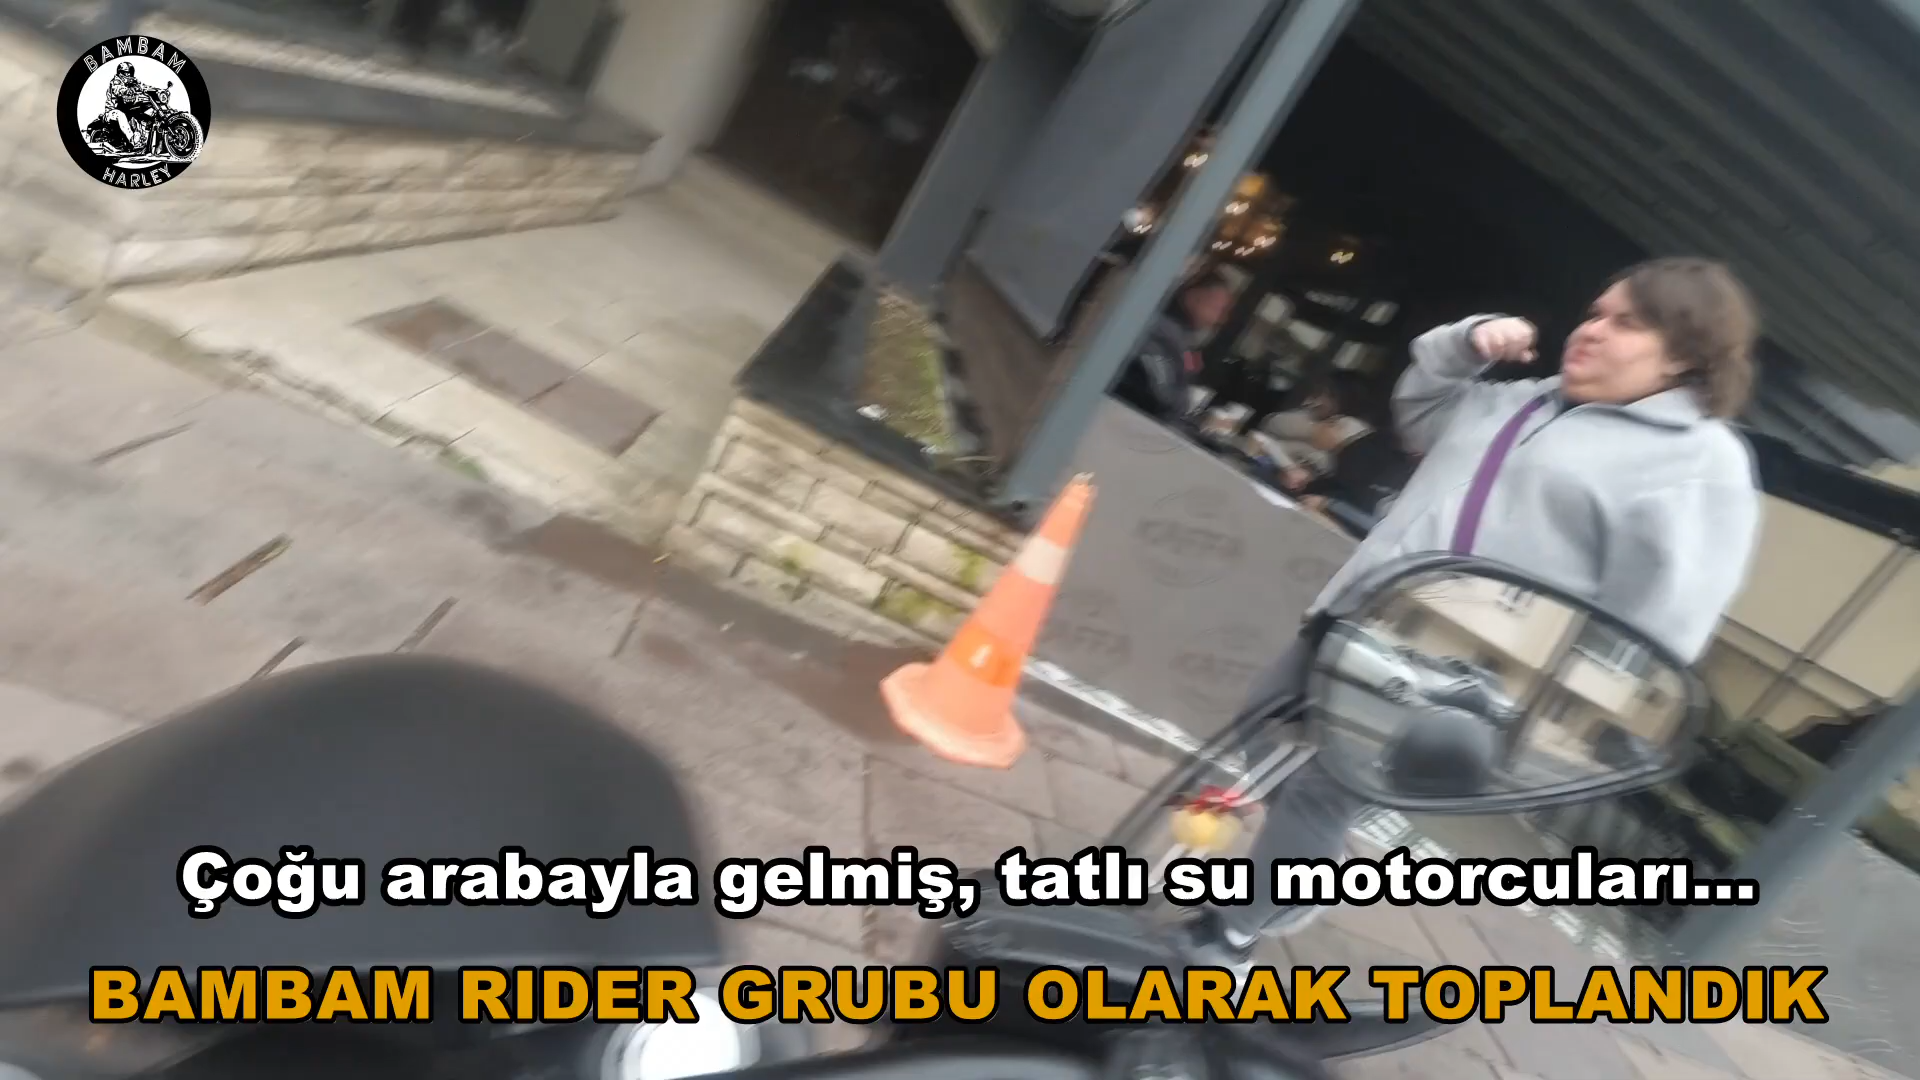 BAMBAM
HARLEY
Çoğu arabayla gelmiş, tatlı su motorcuları...
BAMBAM RIDER GRUBU OLARAK TOPLANDIK